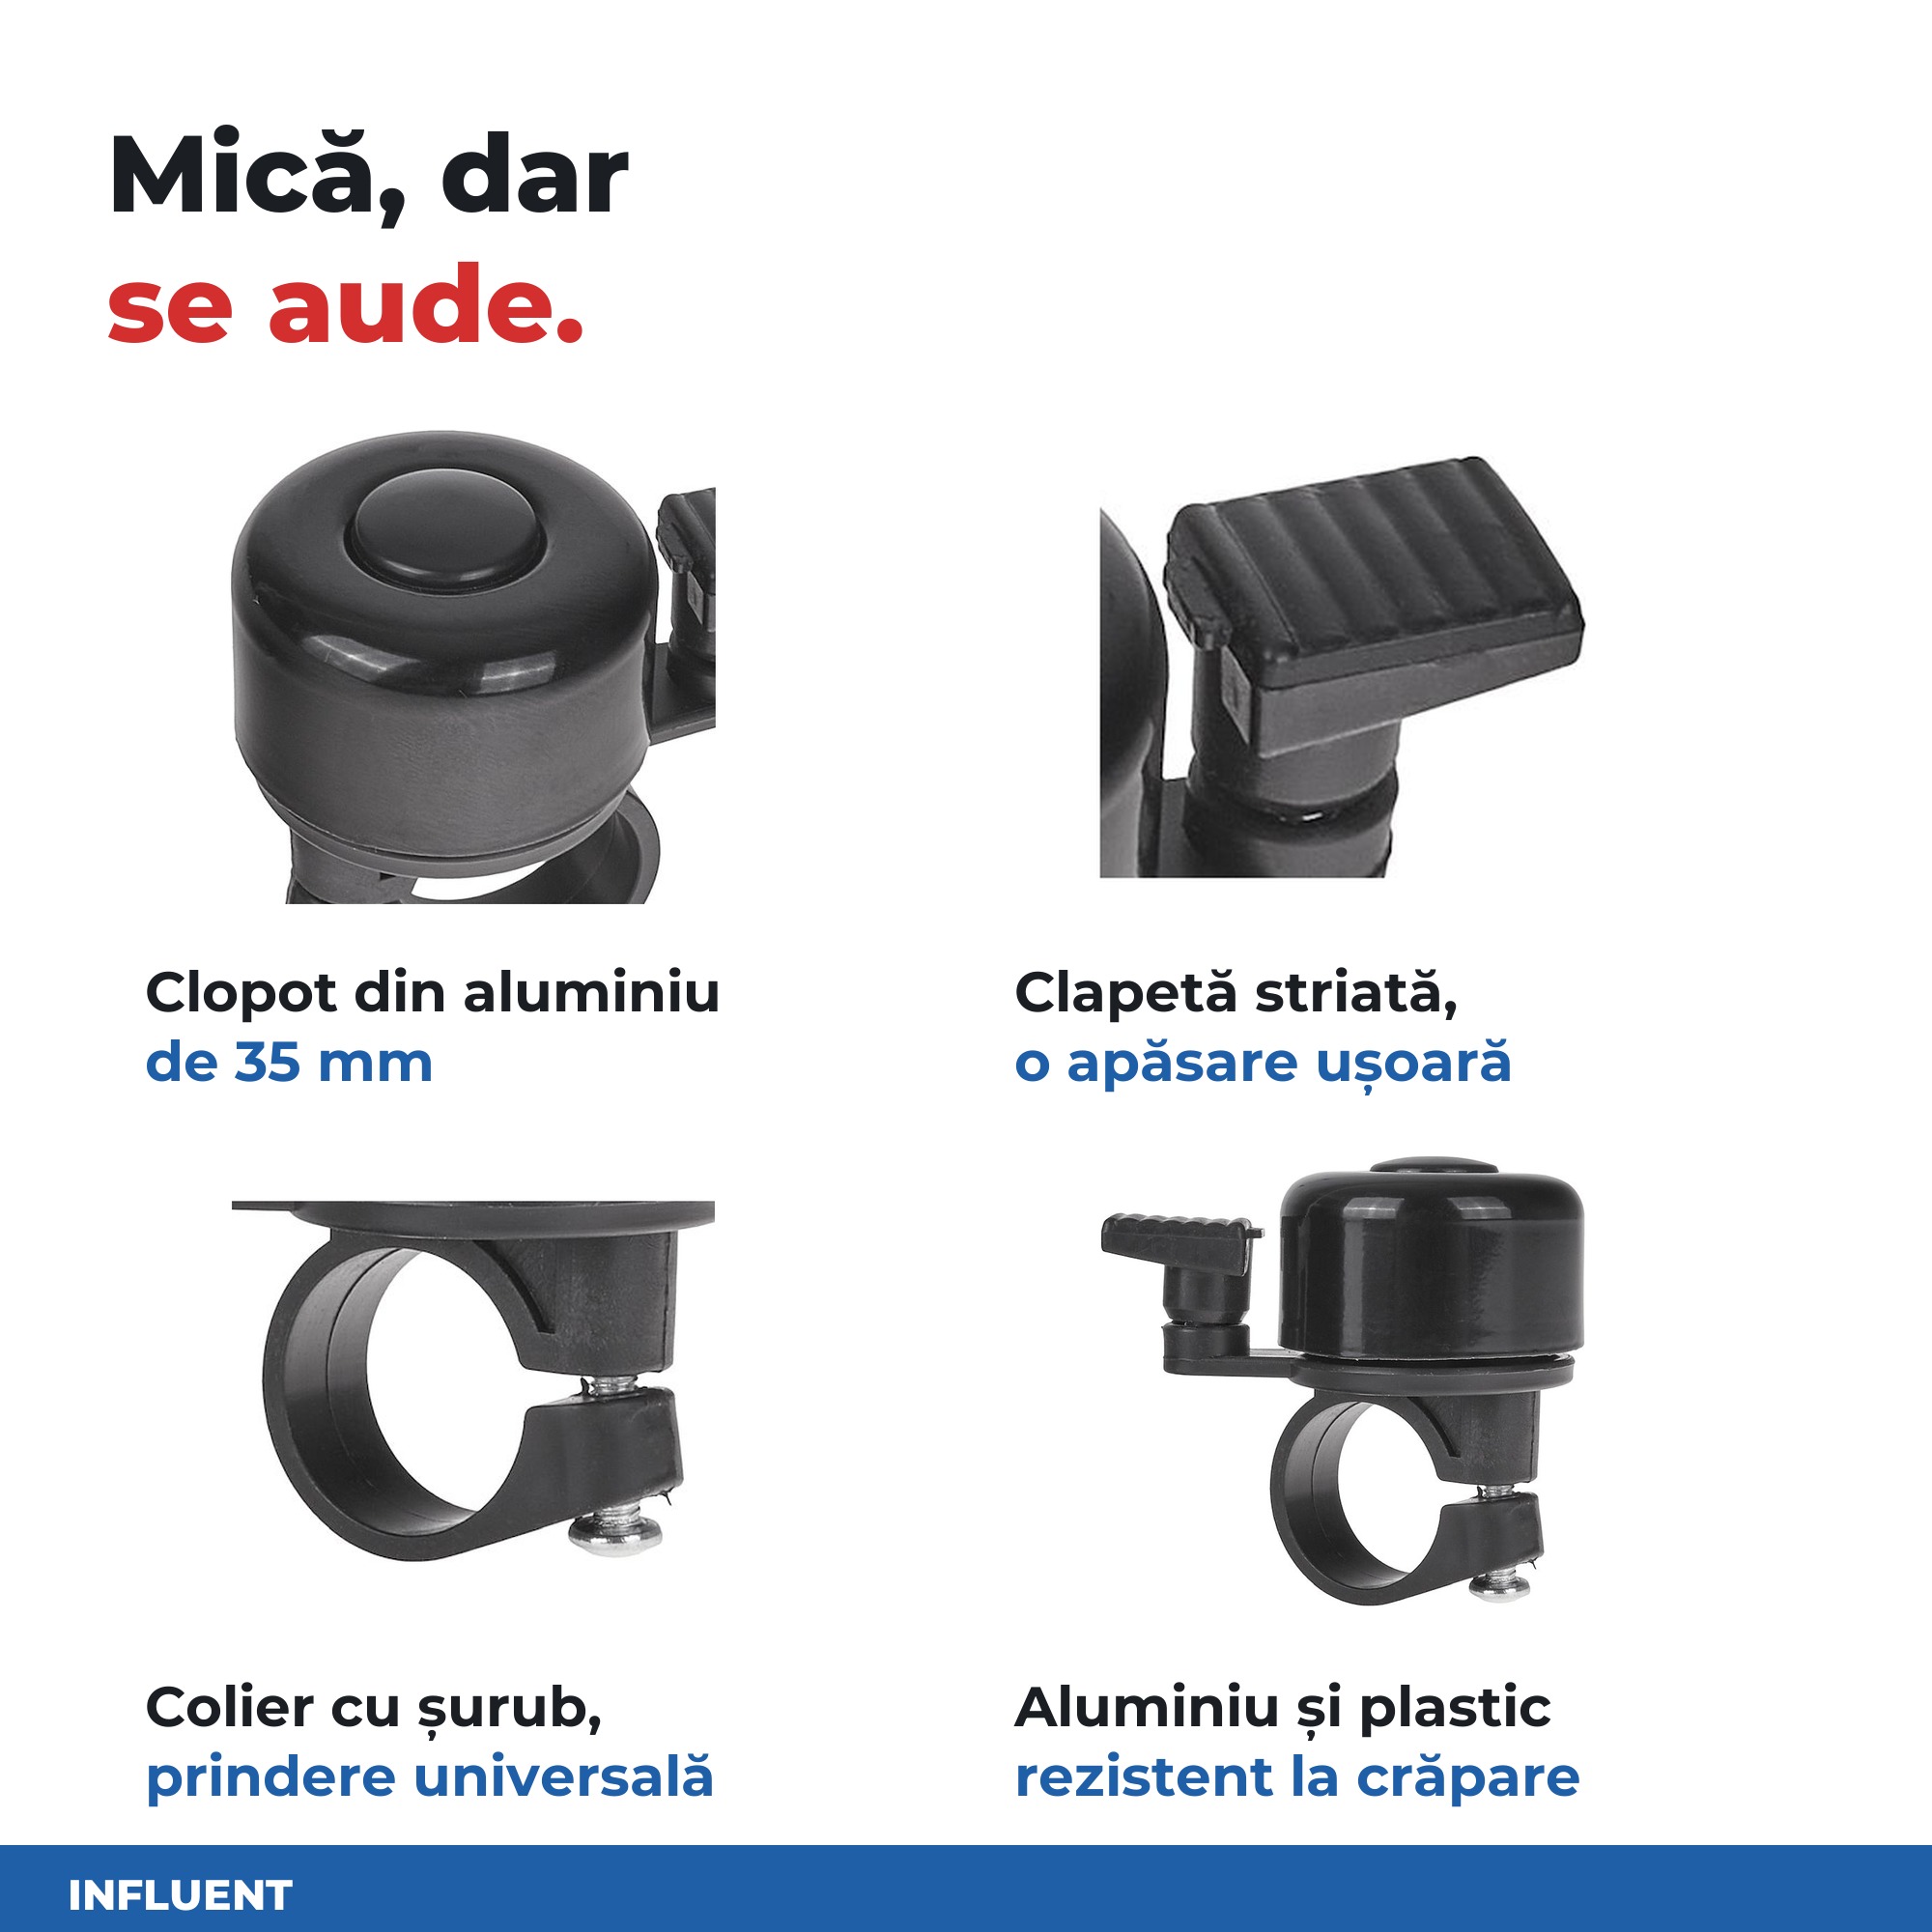 Mică, dar
se aude.
Clopot din aluminiu
de 35 mm
Clapetă striată,
o apăsare ușoară
Colier cu șurub,
prindere universală
Aluminiu și plastic
rezistent la crăpare
INFLUENT